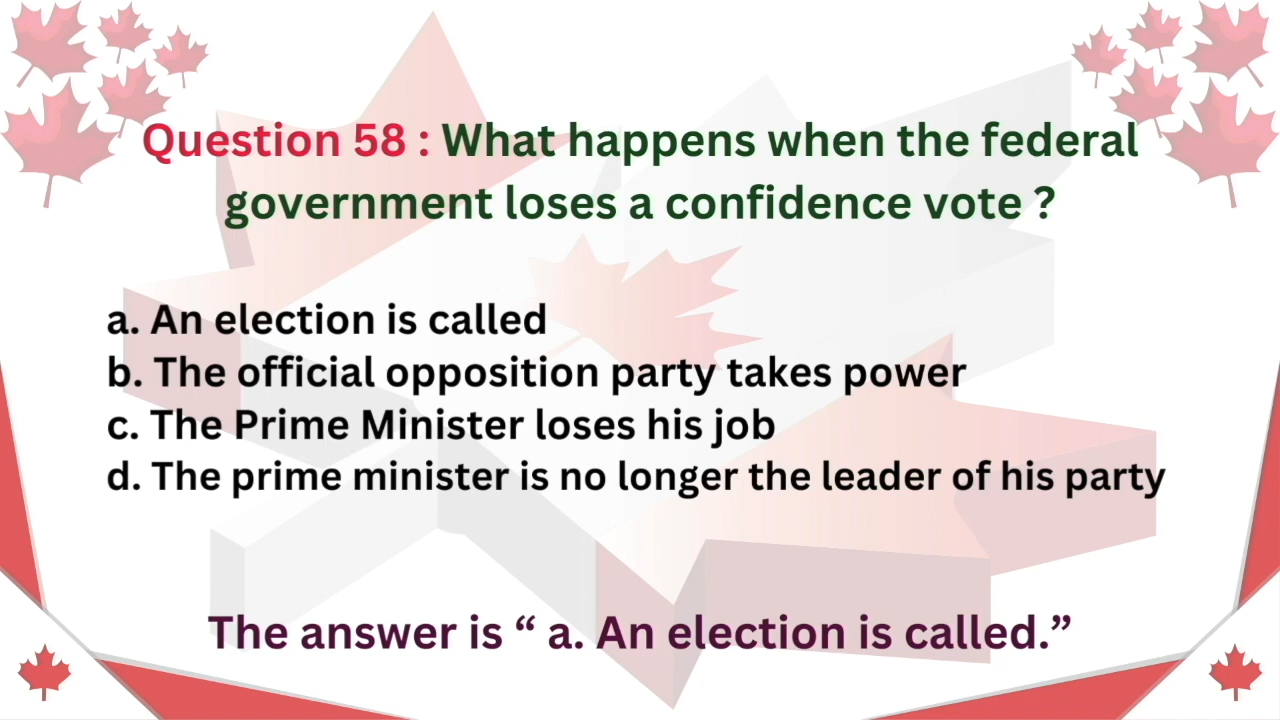 Question 58 : What happens when the federal
government loses a confidence vote ?
a. An election is called
b. The official opposition party takes power
c. The Prime Minister loses his job
d. The prime minister is no longer the leader of his party
The answer is “ a. An election is called.”